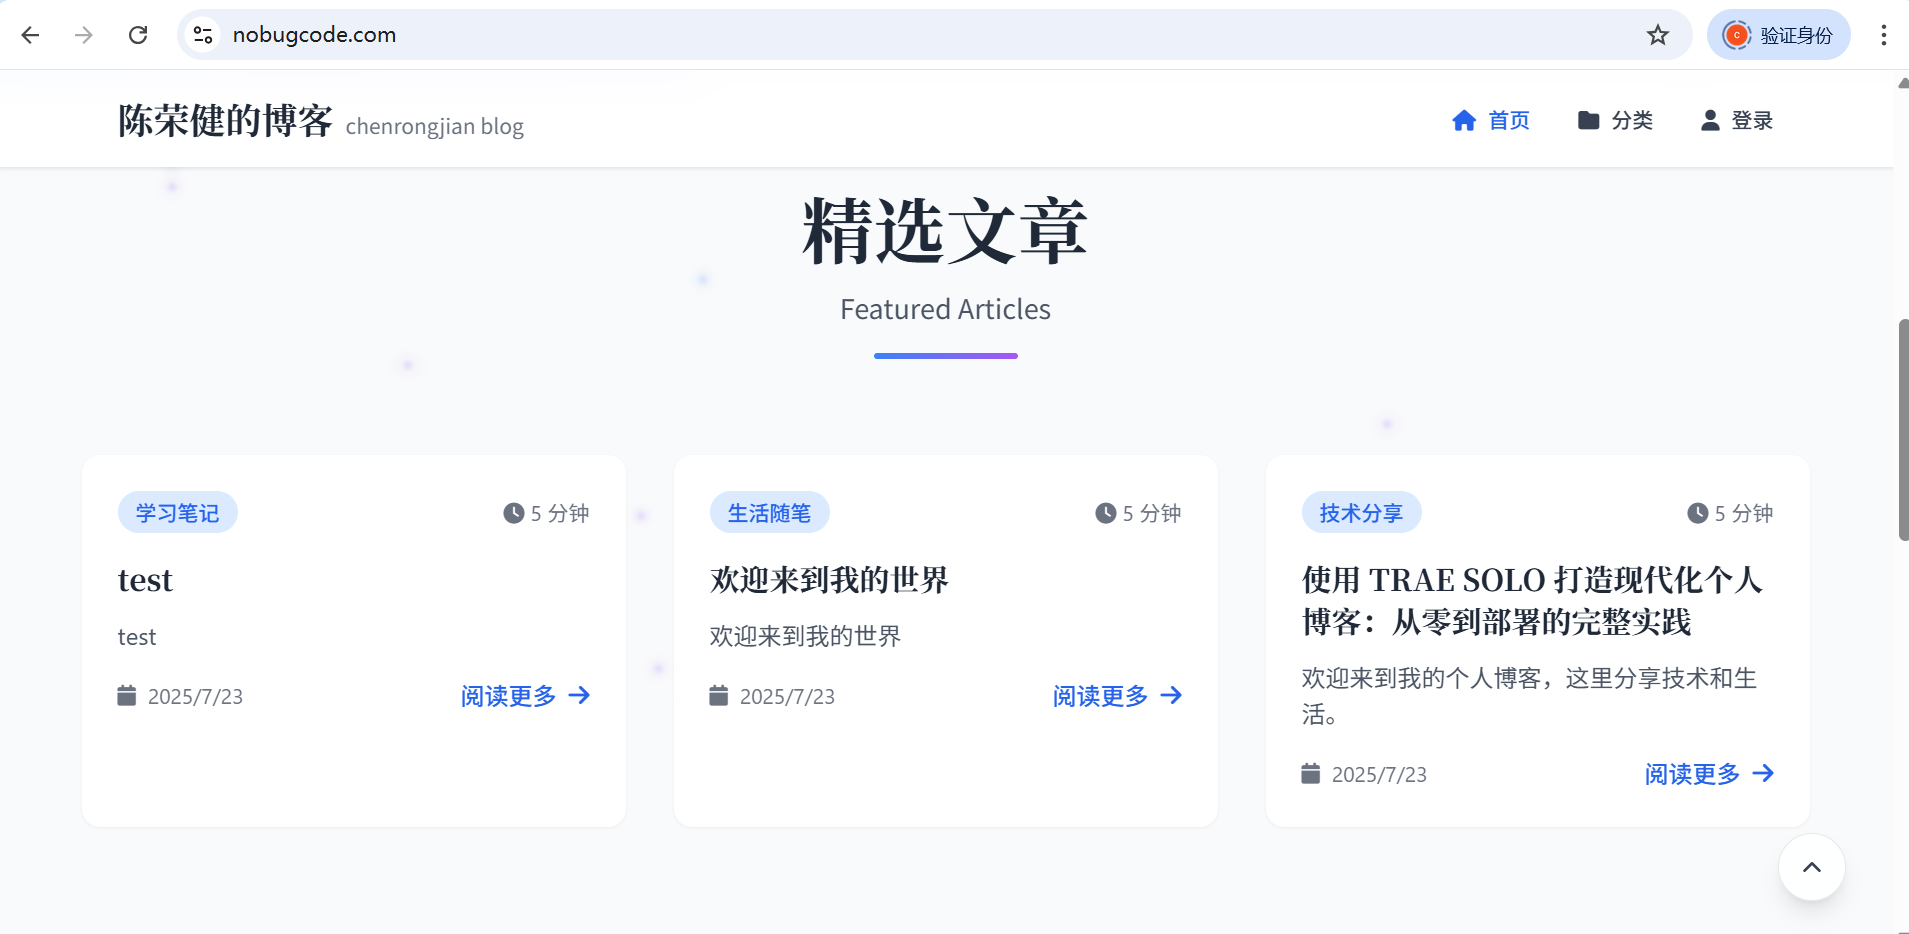 nobugcode.com
验证身份
陈荣健的博客 chenrongjian blog
首页 分类 登录
精选文章
Featured Articles
学习笔记 5 分钟
test
test
2025/7/23 阅读更多
生活随笔 5 分钟
欢迎来到我的世界
欢迎来到我的世界
2025/7/23 阅读更多
技术分享 5 分钟
使用 TRAE SOLO 打造现代化个人
博客：从零到部署的完整实践
欢迎来到我的个人博客，这里分享技术和生
活。
2025/7/23 阅读更多